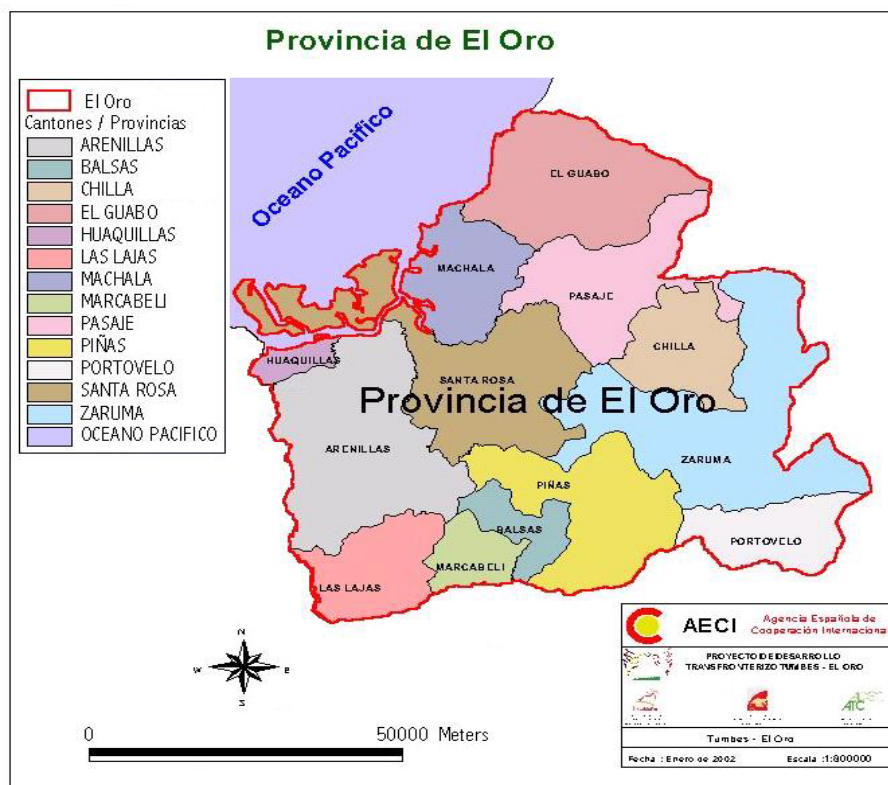 Provincia de El Oro
El Oro
Cantones / Provincias
ARENILLAS
BALSAS
CHILLA
EL GUABO
HUAQUILLAS
LAS LAJAS
MACHALA
MARCABELI
PASAJE
PIÑAS
PORTOVELO
SANTA ROSA
ZARUMA
OCEANO PACIFICO
Oceano Pacifico
EL GUABO
MACHALA
PASAJE
CHILLA
HUAQUILLAS
SANTA ROSA
Provincia de El Oro
ARENILLAS
ZARUMA
PIÑAS
BALSAS
PORTOVELO
MARCABELI
LAS LAJAS
N
W E
S
0 50000 Meters
AECI
Agencia Española de
Cooperación Internaciona
PROYECTO DE DESARROLLO
TRANSFRONTERIZO TUMBES - EL ORO
ATC
Tumbes - El Oro
Fecha : Enero de 2002 Escala :1:800000